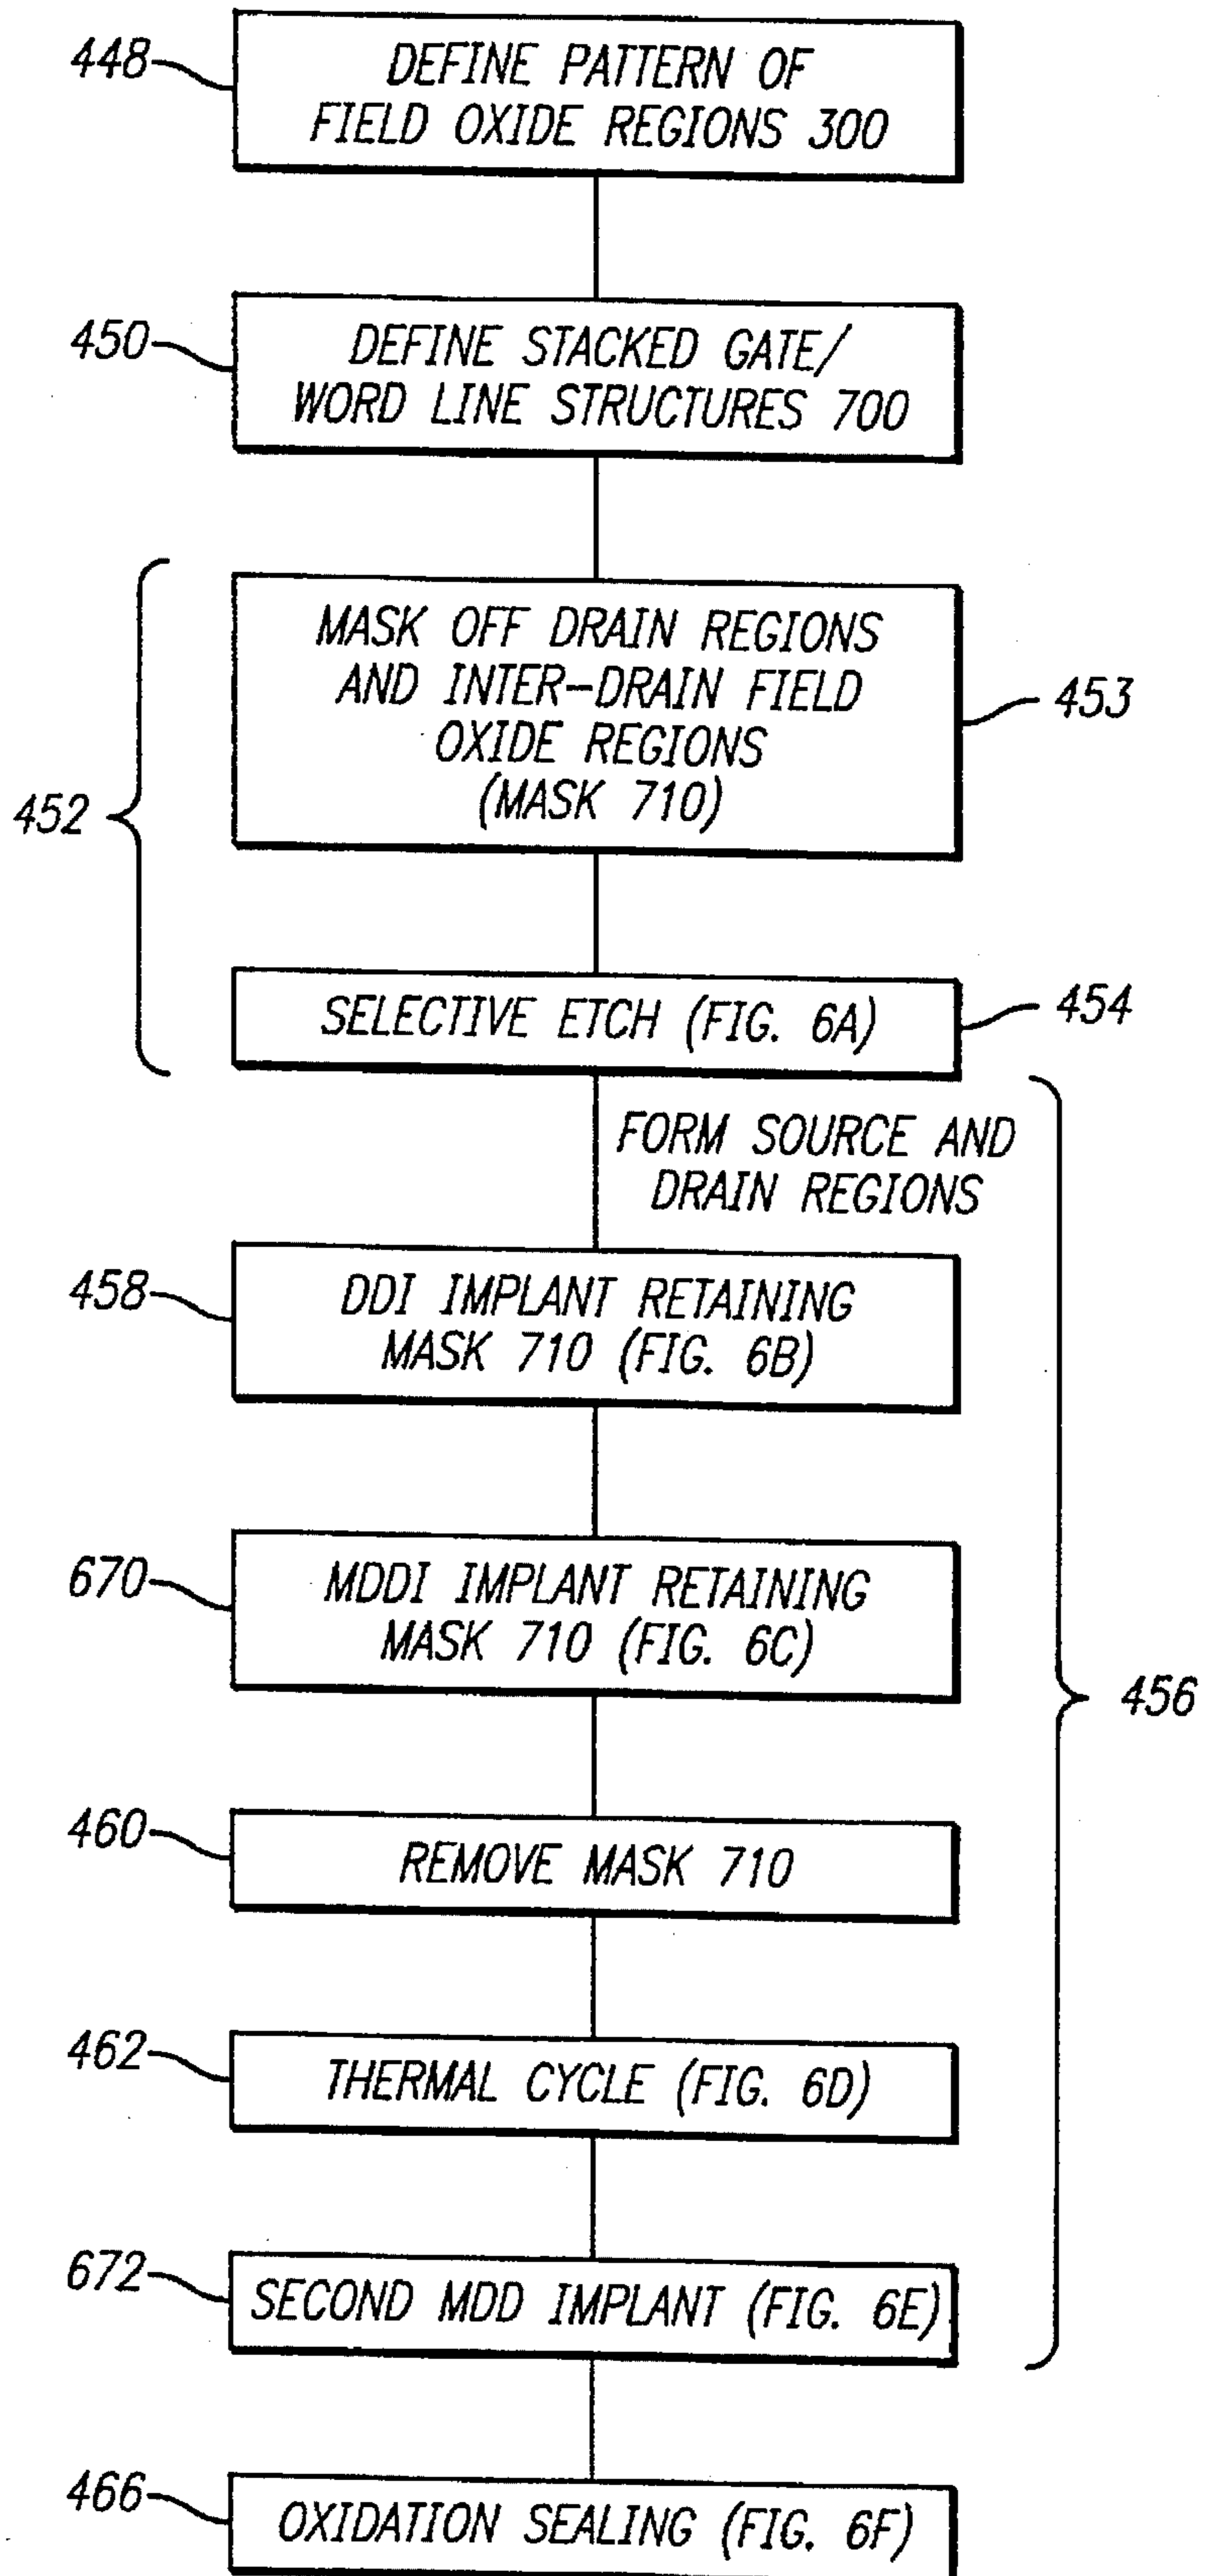 448
DEFINE PATTERN OF
FIELD OXIDE REGIONS 300
450
DEFINE STACKED GATE/
WORD LINE STRUCTURES 700
452
MASK OFF DRAIN REGIONS
AND INTER-DRAIN FIELD
OXIDE REGIONS
(MASK 710)
453
SELECTIVE ETCH (FIG. 6A)
454
FORM SOURCE AND
DRAIN REGIONS
456
458
DDI IMPLANT RETAINING
MASK 710 (FIG. 6B)
670
MDDI IMPLANT RETAINING
MASK 710 (FIG. 6C)
460
REMOVE MASK 710
462
THERMAL CYCLE (FIG. 6D)
672
SECOND MDD IMPLANT (FIG. 6E)
466
OXIDATION SEALING (FIG. 6F)